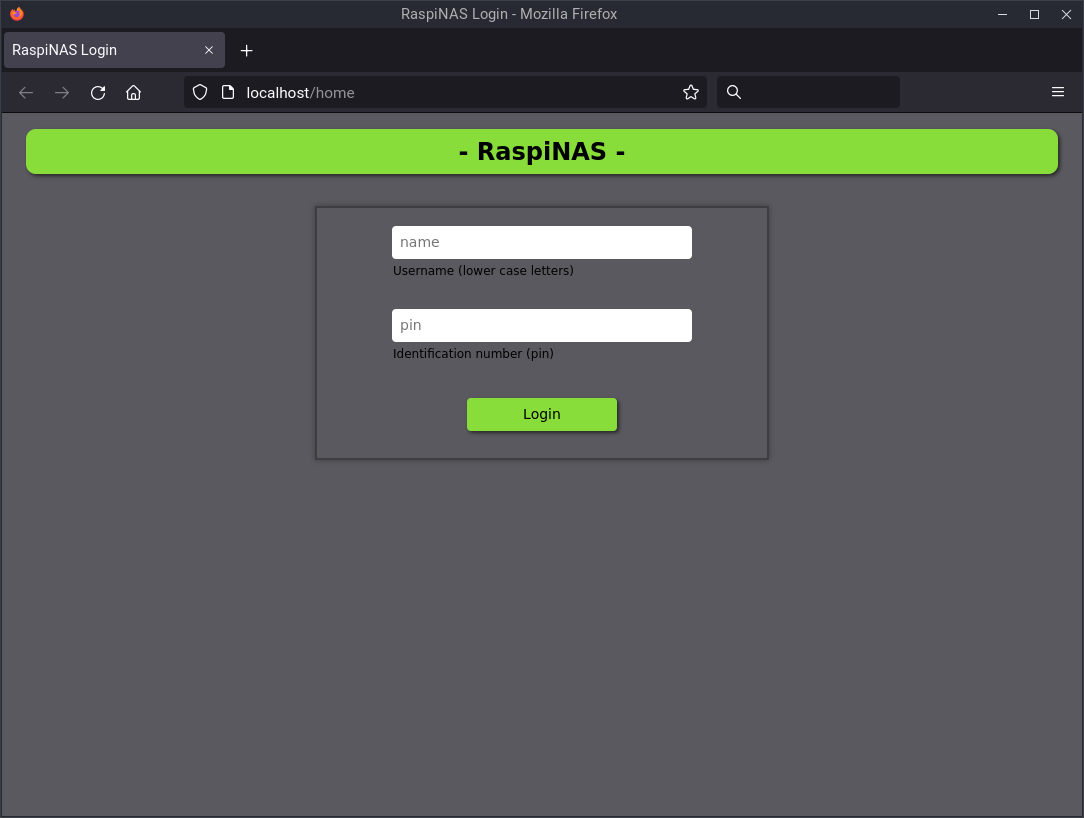 RaspiNAS Login - Mozilla Firefox
RaspiNAS Login
localhost/home
- RaspiNAS -
name
Username (lower case letters)
pin
Identification number (pin)
Login